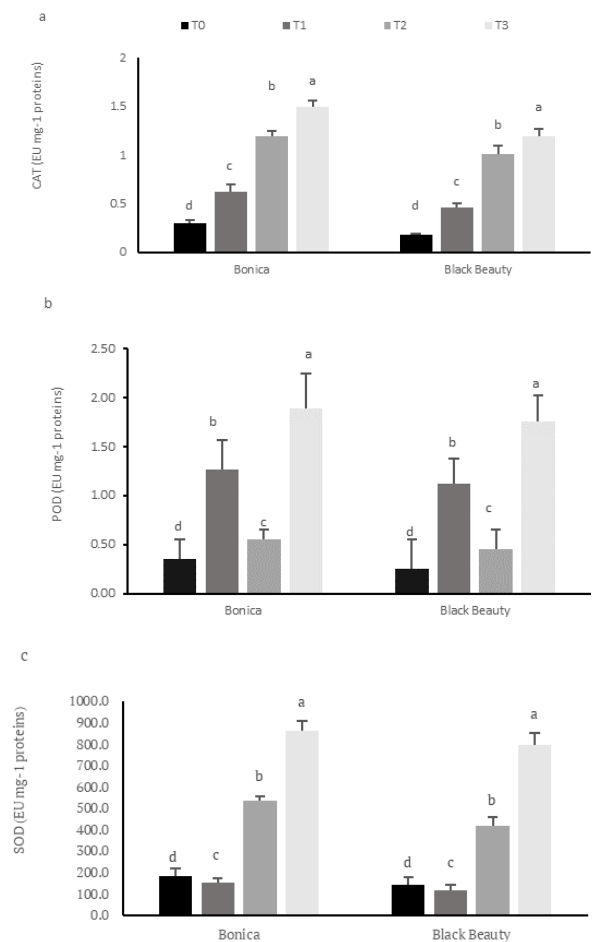 a
T0 T1 T2 T3
CAT (EU mg-1 proteins)
2
1.5
1
0.5
0
d c b a
d c b a
Bonica Black Beauty
b
POD (EU mg-1 proteins)
2.50
2.00
1.50
1.00
0.50
0.00
d b c a
d b c a
Bonica Black Beauty
c
SOD (EU mg-1 proteins)
1000.0
900.0
800.0
700.0
600.0
500.0
400.0
300.0
200.0
100.0
0.0
d c b a
d c b a
Bonica Black Beauty